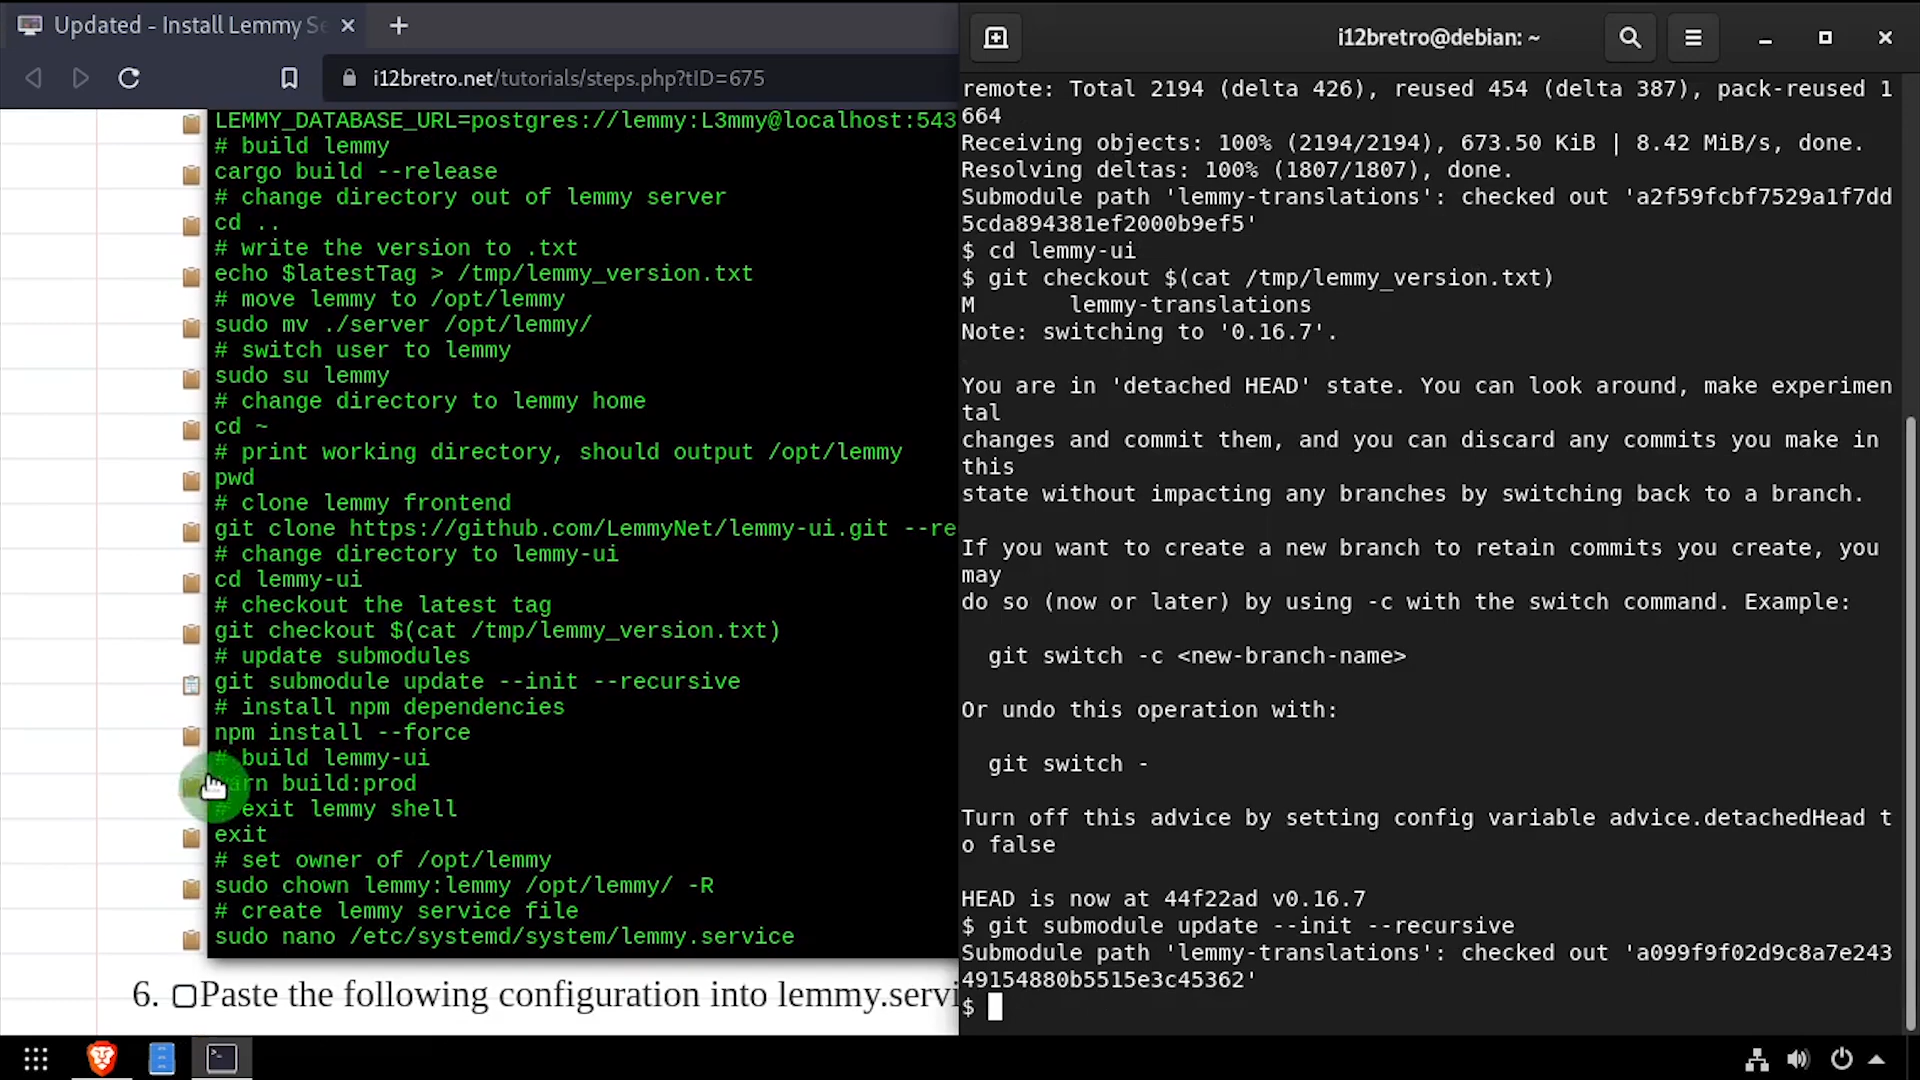 Updated - Install Lemmy Se
i12bretro.net/tutorials/steps.php?tID=675
LEMMY_DATABASE_URL=postgres://lemmy:L3mmy@localhost:543
# build lemmy
cargo build --release
# change directory out of lemmy server
cd ..
# write the version to .txt
echo $latestTag > /tmp/lemmy_version.txt
# move lemmy to /opt/lemmy
sudo mv ./server /opt/lemmy/
# switch user to lemmy
sudo su lemmy
# change directory to lemmy home
cd ~
# print working directory, should output /opt/lemmy
pwd
# clone lemmy frontend
git clone https://github.com/LemmyNet/lemmy-ui.git --re
# change directory to lemmy-ui
cd lemmy-ui
# checkout the latest tag
git checkout $(cat /tmp/lemmy_version.txt)
# update submodules
git submodule update --init --recursive
# install npm dependencies
npm install --force
# build lemmy-ui
yarn build:prod
# exit lemmy shell
exit
# set owner of /opt/lemmy
sudo chown lemmy:lemmy /opt/lemmy/ -R
# create lemmy service file
sudo nano /etc/systemd/system/lemmy.service
6. Paste the following configuration into lemmy.servi
i12bretro@debian: ~
remote: Total 2194 (delta 426), reused 454 (delta 387), pack-reused 1
664
Receiving objects: 100% (2194/2194), 673.50 KiB | 8.42 MiB/s, done.
Resolving deltas: 100% (1807/1807), done.
Submodule path 'lemmy-translations': checked out 'a2f59fcbf7529a1f7dd
5cda894381ef2000b9ef5'
$ cd lemmy-ui
$ git checkout $(cat /tmp/lemmy_version.txt)
M       lemmy-translations
Note: switching to '0.16.7'.
You are in 'detached HEAD' state. You can look around, make experimen
tal
changes and commit them, and you can discard any commits you make in
this
state without impacting any branches by switching back to a branch.
If you want to create a new branch to retain commits you create, you
may
do so (now or later) by using -c with the switch command. Example:
git switch -c <new-branch-name>
Or undo this operation with:
git switch -
Turn off this advice by setting config variable advice.detachedHead t
o false
HEAD is now at 44f22ad v0.16.7
$ git submodule update --init --recursive
Submodule path 'lemmy-translations': checked out 'a099f9f02d9c8a7e243
49154880b5515e3c45362'
$